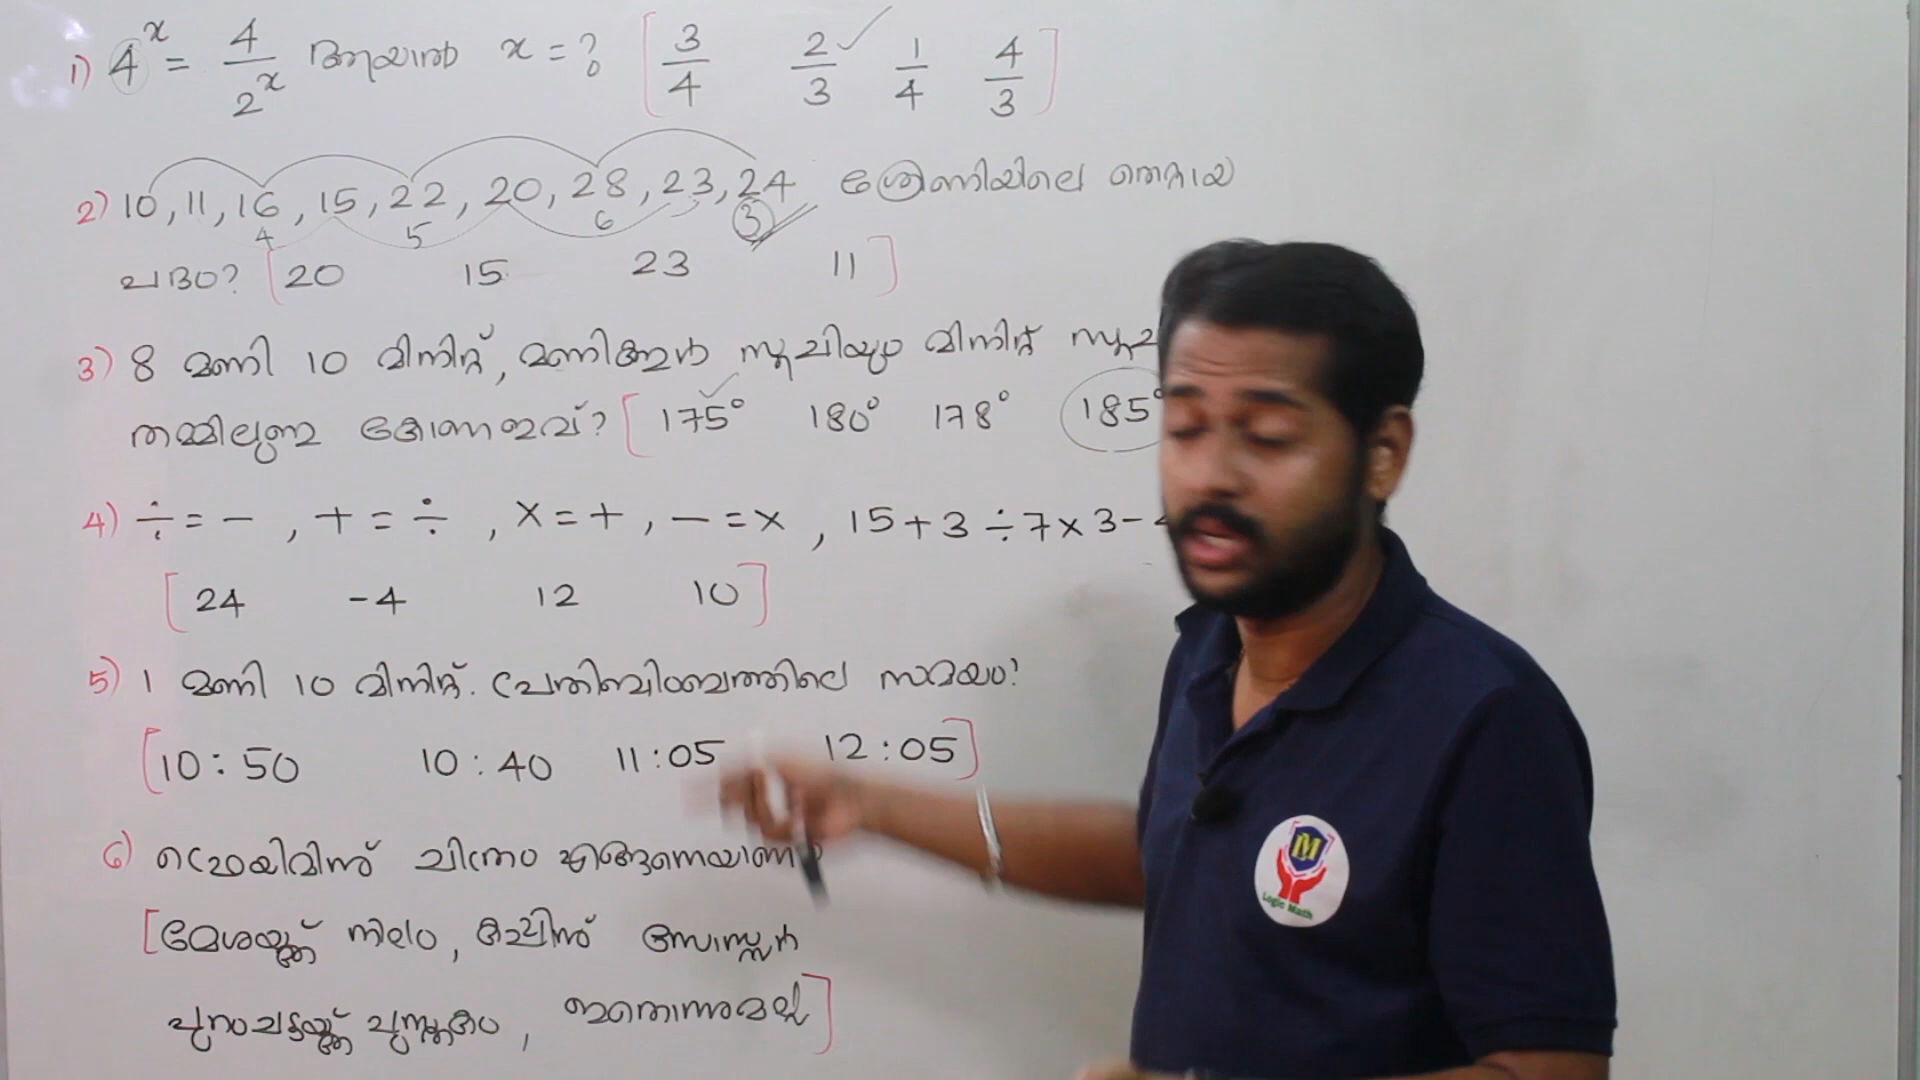 1) 4^x = 4/2^x ആയാൽ x = ? [ 3/4 2/3 ✓ 1/4 4/3 ]
2) 10, 11, 16, 15, 22, 20, 28, 23, 24 ശ്രേണിയിലെ തെറ്റായ
4 5 6 3
പദം? [ 20 15 23 11 ]
3) 8 മണി 10 മിനിറ്റ്, മണിക്കൂർ സൂചിയും മിനിറ്റ്
തമ്മിലുള്ള കോണളവ്? [ 175° ✓ 180° 178° 185°
4) ÷ = − , + = ÷ , × = + , − = × , 15 + 3 ÷ 7 × 3 −
[ 24 -4 12 10 ]
5) 1 മണി 10 മിനിറ്റ്. പ്രതിബിംബത്തിലെ സമയം?
[ 10:50 10:40 11:05 12:05 ]
6) ഫ്രെയിമിന് ചിത്രം എങ്ങനെയാണോ
[ മേശയ്ക്ക് നിലം, കൂലിന്
പുറംചട്ടയ്ക്ക് പുസ്തകം, ഇതൊന്നുമല്ല ]
Logic Math